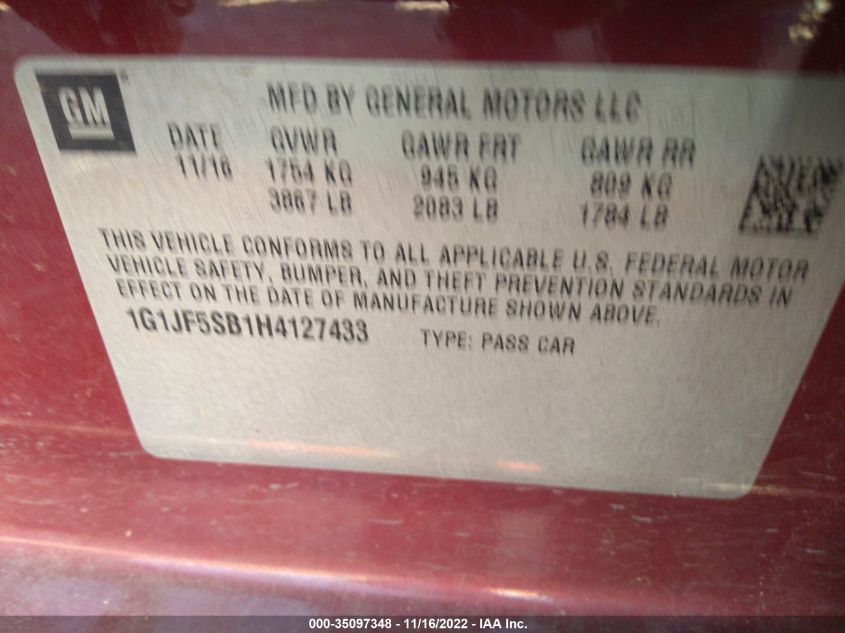 GM
MFD BY GENERAL MOTORS LLC
DATE GVWR GAWR FRT GAWR RR
11/16 1754 KG 945 KG 809 KG
3867 LB 2083 LB 1784 LB
THIS VEHICLE CONFORMS TO ALL APPLICABLE U.S. FEDERAL MOTOR
VEHICLE SAFETY, BUMPER, AND THEFT PREVENTION STANDARDS IN
EFFECT ON THE DATE OF MANUFACTURE SHOWN ABOVE.
1G1JF5SB1H4127433 TYPE: PASS CAR
000-35097348 - 11/16/2022 - IAA Inc.